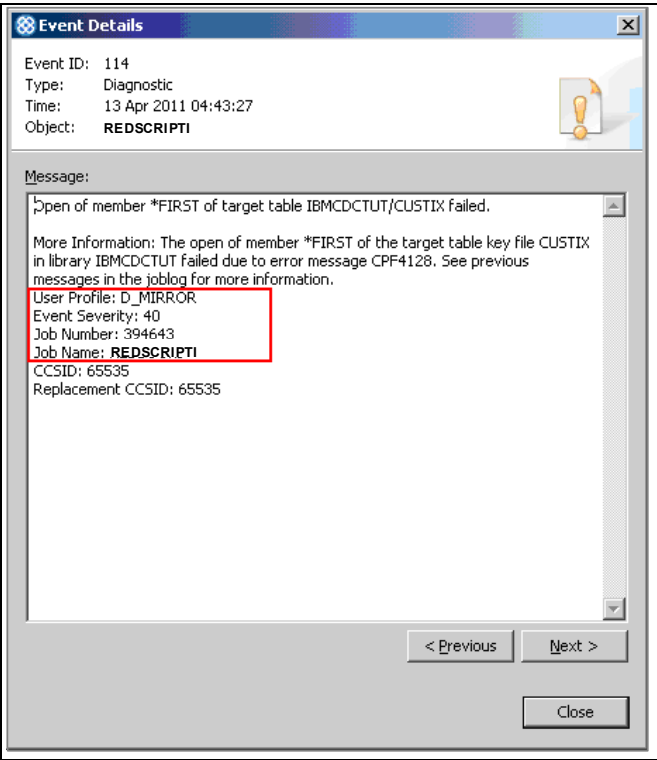 Event Details
Event ID: 114
Type: Diagnostic
Time: 13 Apr 2011 04:43:27
Object: REDSCRIPTI
Message:
Open of member *FIRST of target table IBMCDCTUT/CUSTIX failed.
More Information: The open of member *FIRST of the target table key file CUSTIX
in library IBMCDCTUT failed due to error message CPF4128. See previous
messages in the joblog for more information.
User Profile: D_MIRROR
Event Severity: 40
Job Number: 394643
Job Name: REDSCRIPTI
CCSID: 65535
Replacement CCSID: 65535
< Previous
Next >
Close